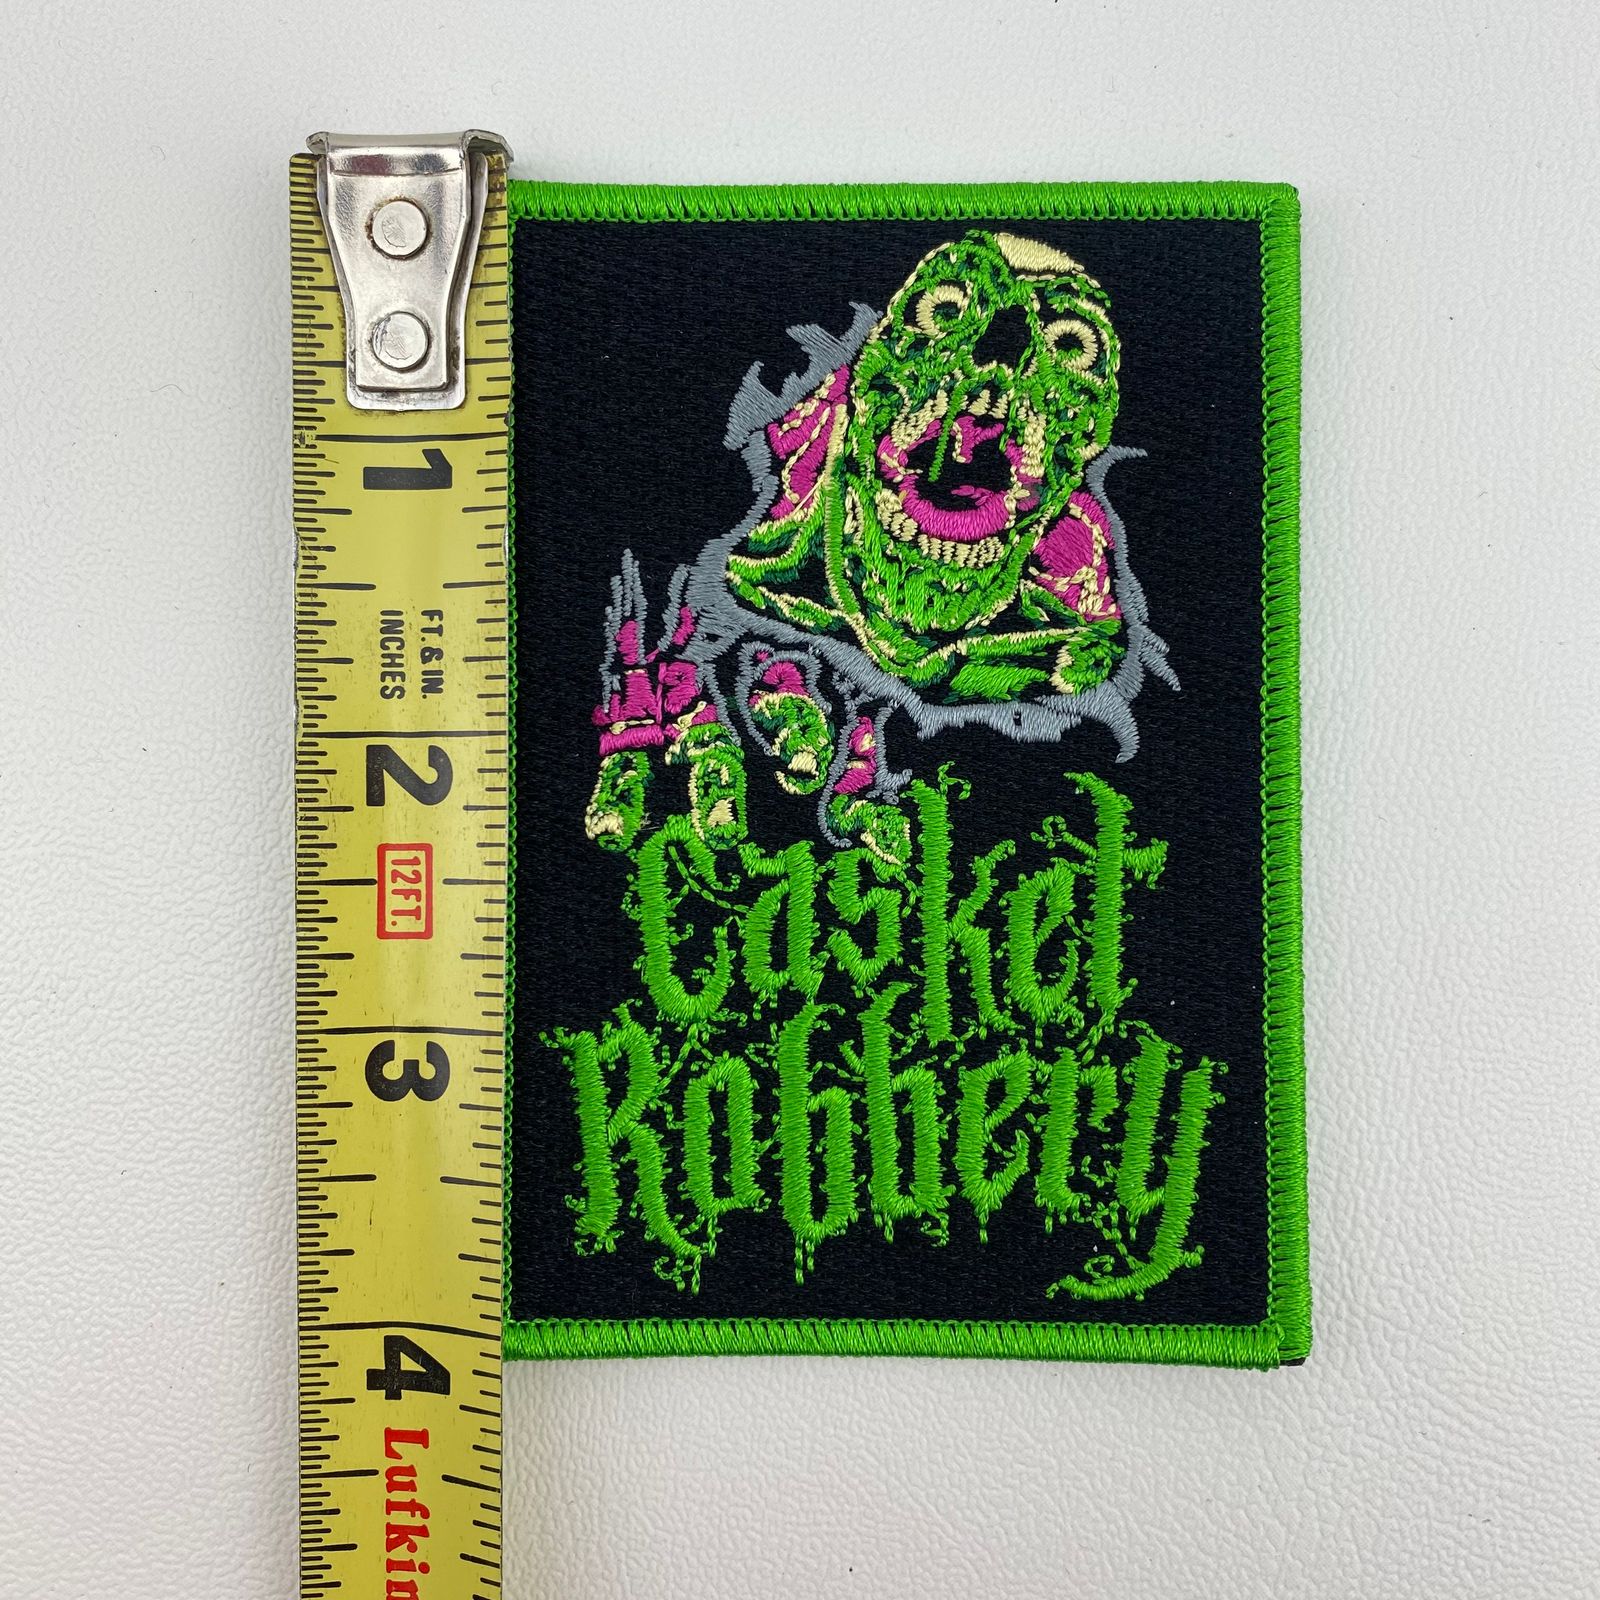 1
FT. & IN.
INCHES
2
12FT.
3
4
Lufkin
Casket
Robbery